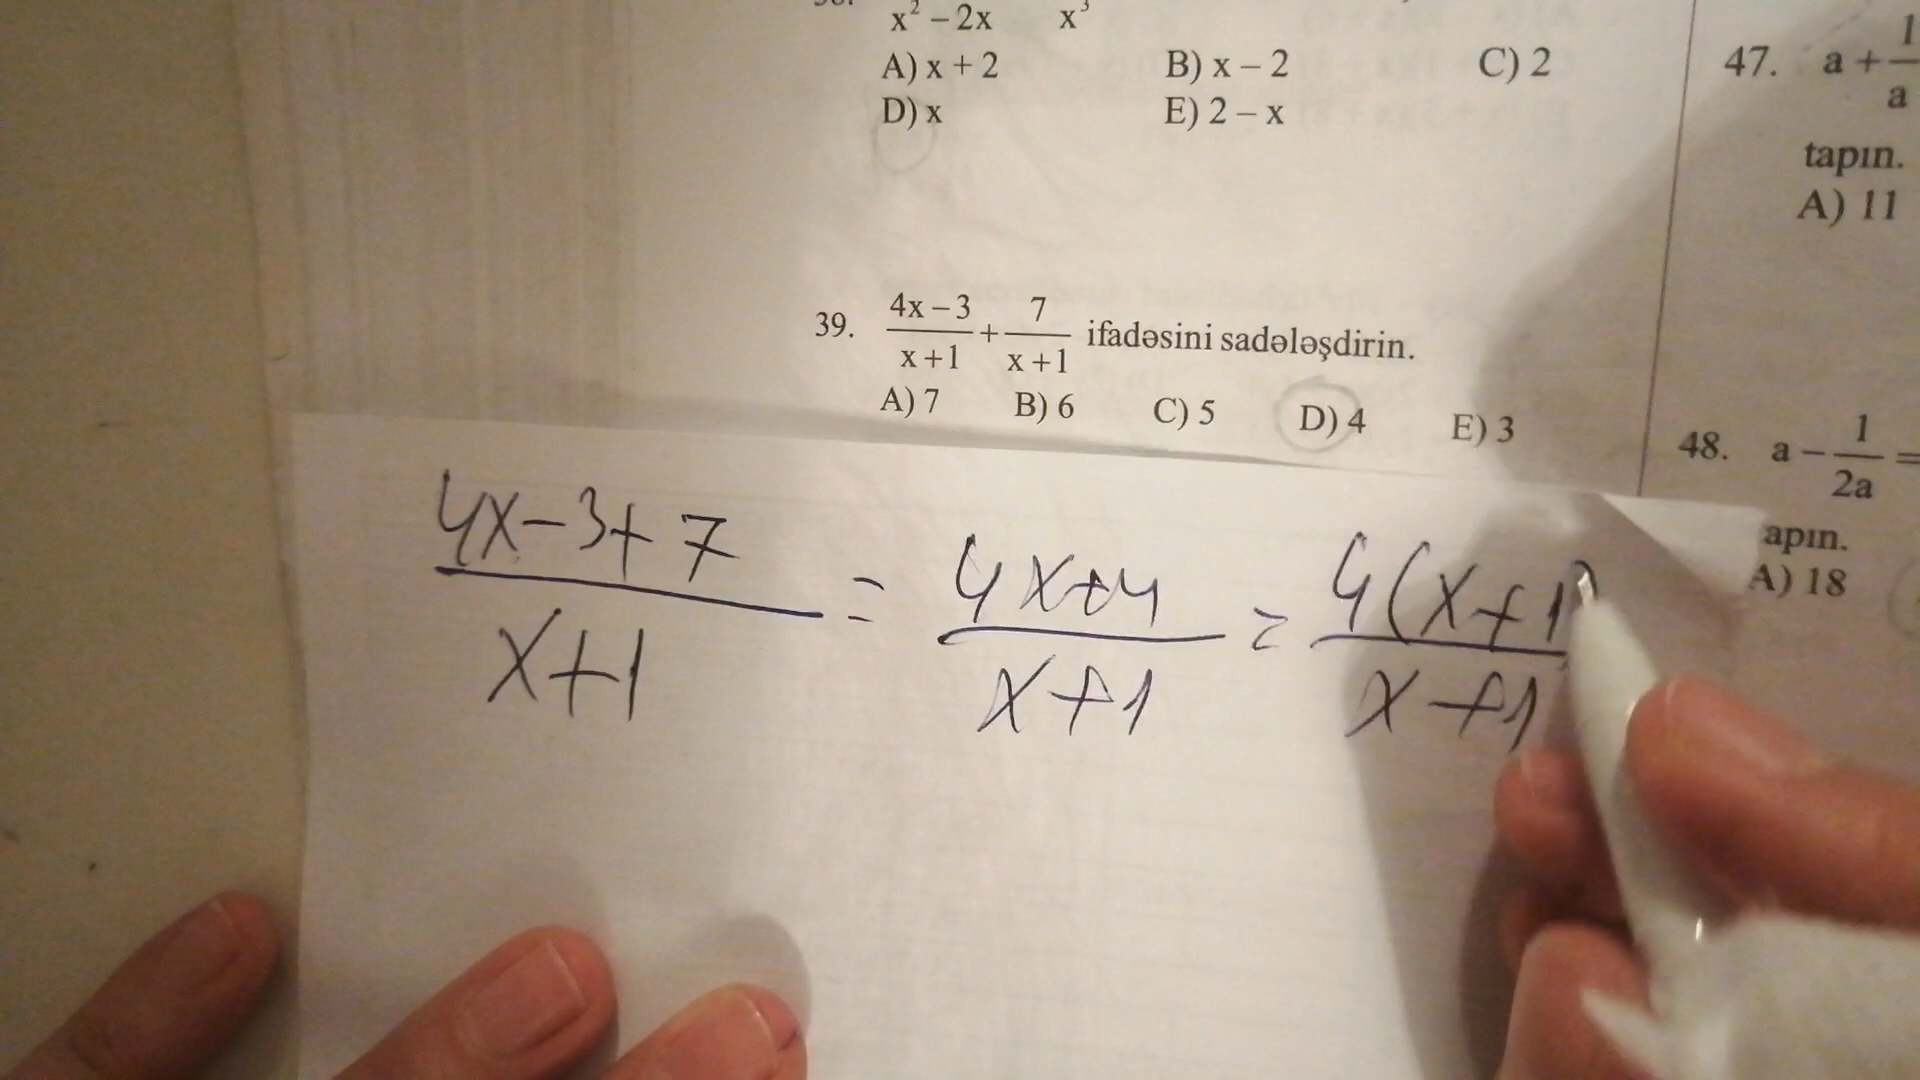 x² – 2x x³
A) x + 2 B) x – 2 C) 2
D) x E) 2 – x
39. (4x – 3)/(x + 1) + 7/(x + 1) ifadəsini sadələşdirin.
A) 7 B) 6 C) 5 D) 4 E) 3
(4x – 3 + 7)/(x + 1) = (4x + 4)/(x + 1) = 4(x + 1)/(x + 1)
47. a + 1/a
tapın.
A) 11
48. a – 1/2a =
apın.
A) 18